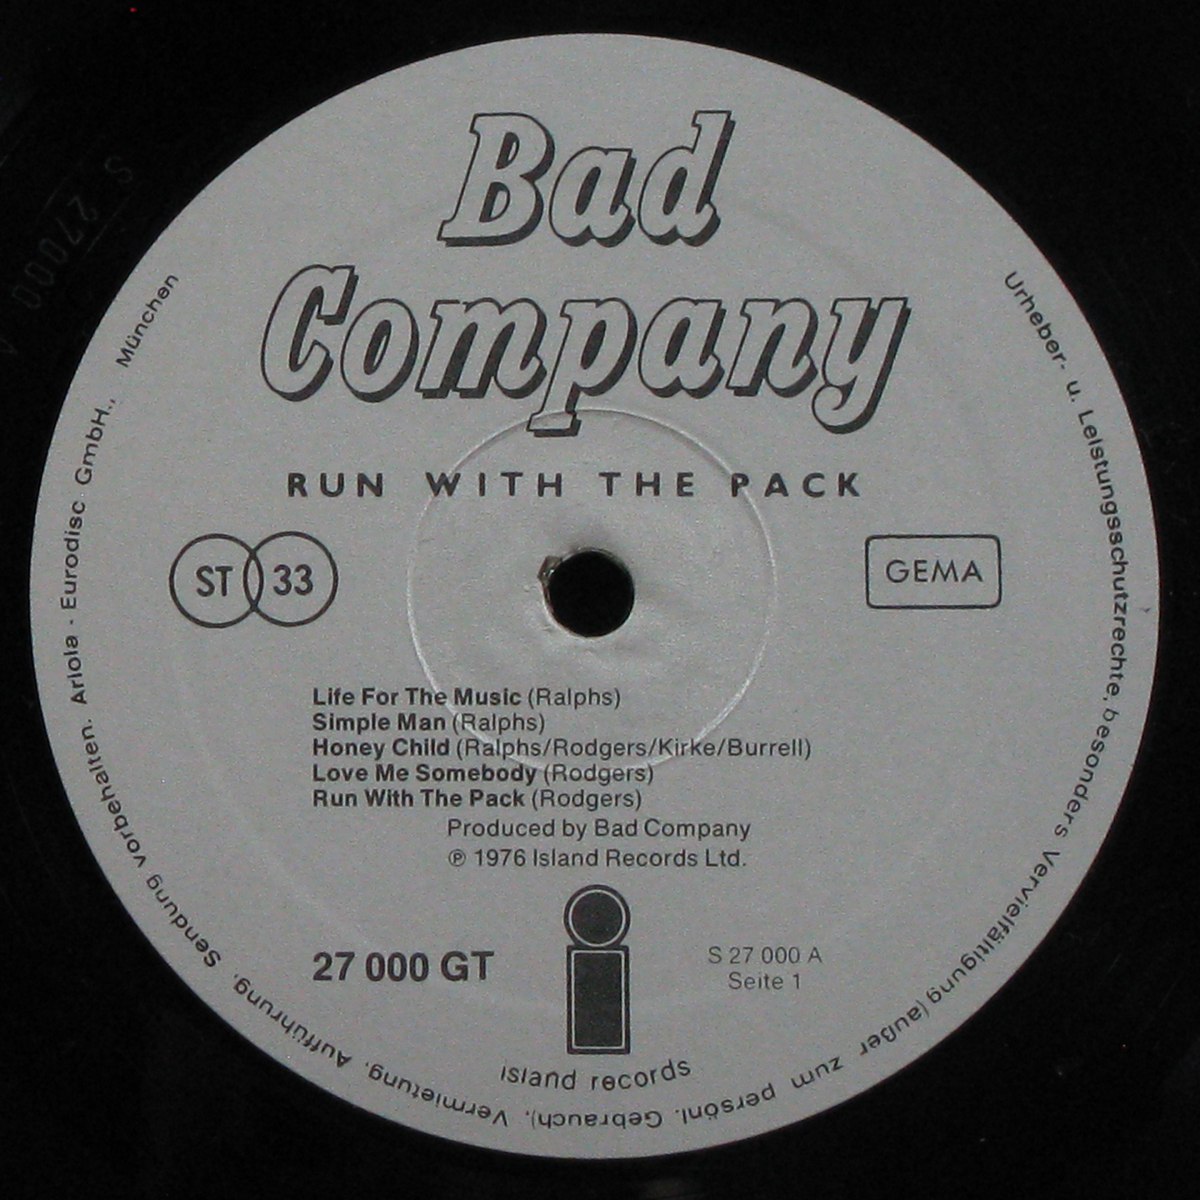 Bad
Company
RUN WITH THE PACK
ST 33
GEMA
Life For The Music (Ralphs)
Simple Man (Ralphs)
Honey Child (Ralphs/Rodgers/Kirke/Burrell)
Love Me Somebody (Rodgers)
Run With The Pack (Rodgers)
Produced by Bad Company
℗ 1976 Island Records Ltd.
27 000 GT
S 27 000 A
Seite 1
island records
Urheber- u. Leistungsschutzrechte, besonders Vervielfältigung (außer zum persönl. Gebrauch), Vermietung, Aufführung, Sendung vorbehalten. Ariola - Eurodisc GmbH., München
S 27000